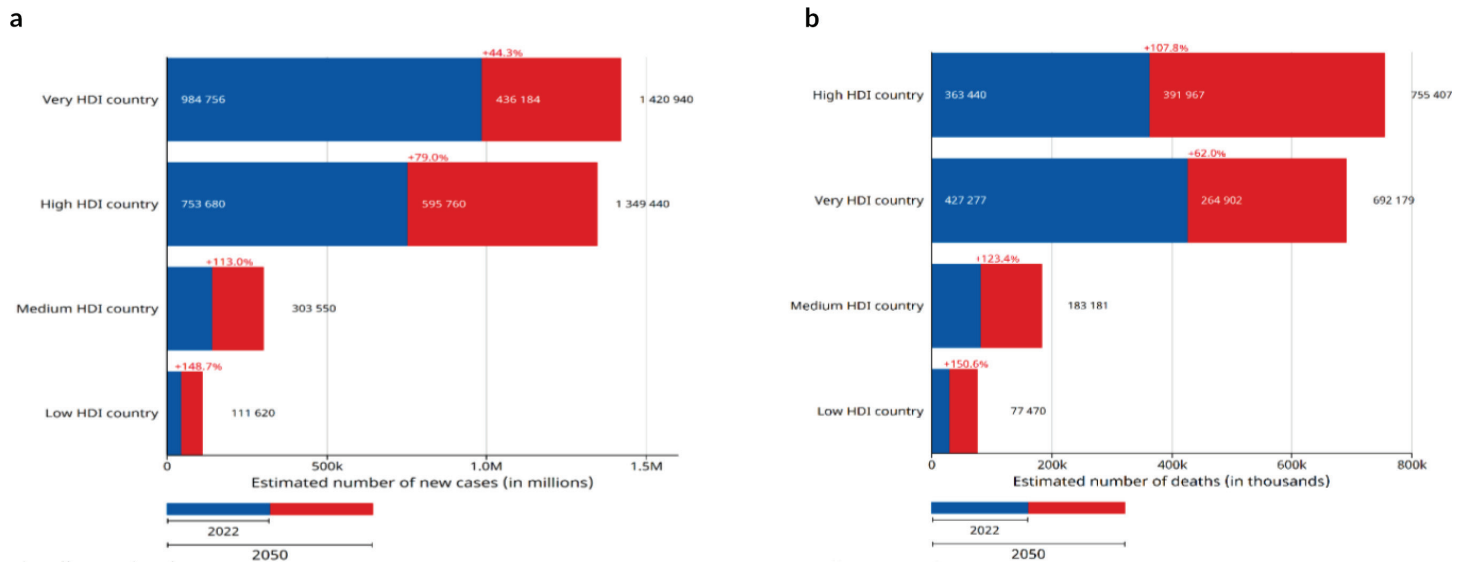 a
+44.3%
Very HDI country
984 756
436 184
1 420 940
+79.0%
High HDI country
753 680
595 760
1 349 440
+113.0%
Medium HDI country
303 550
+148.7%
Low HDI country
111 620
0
500k
1.0M
1.5M
Estimated number of new cases (in millions)
2022
2050
b
+107.8%
High HDI country
363 440
391 967
755 407
+62.0%
Very HDI country
427 277
264 902
692 179
+123.4%
Medium HDI country
183 181
+150.6%
Low HDI country
77 470
0
200k
400k
600k
800k
Estimated number of deaths (in thousands)
2022
2050